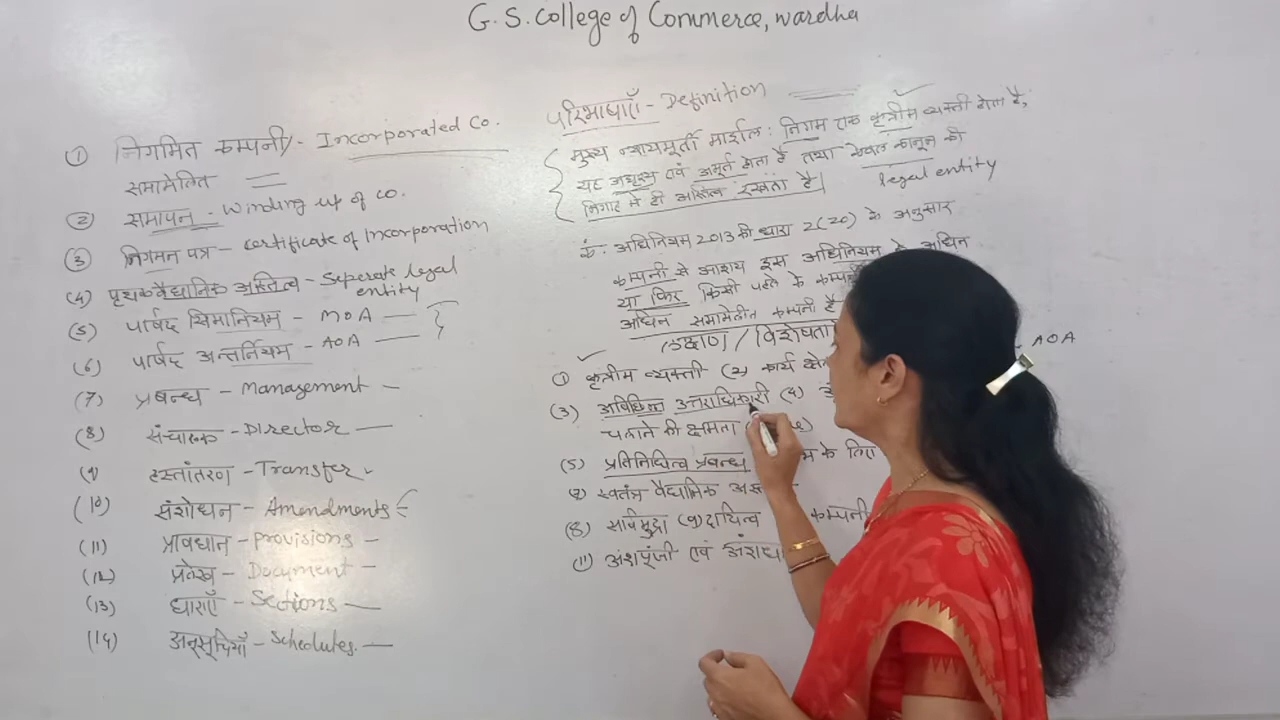 G. S. College of Commerce, wardha
① निगमित कम्पनी/- Incorporated Co.
समामेलित
② समापन - Winding up of co.
③ निगमन पत्र - certificate of Incorporation
(4) पृथक वैधानिक अस्तित्व - Seperate legal
entity
(5) पार्षद सिमानियम - MOA
(6) पार्षद अन्तर्नियम - AOA
(7) प्रबन्ध - Management -
(8) संचालक - Director
(9) हस्तांतरण - Transfer
(10) संशोधन - Amendments
(11) प्रावधान - provisions -
(12) प्रलेख - Document -
(13) धाराएँ - Sections
(14) अनूसूचियाँ - Schedules. -
परिभाषाएँ - Definition
मुख्य न्यायमूर्ती मार्शल : निगम एक कृत्रीम व्यक्ती होता है,
यह अदृश्य एवं अमूर्त होता है तथा केवल कानून की
निगाह में ही अस्तित्व रखता है|
legal entity
कं. अधिनियम 2013 की धारा 2(20) के अनुसार
कम्पनी से आशय इस अधिनियम के अधिन
या फिर किसी पहले के कम्पनी
अधिन समामेलीत कम्पनी है
लक्षण / विशेषता
AOA
① कृत्रीम व्यक्ती (2) कार्य क्षेत्र
(3) अविछिन्न उत्तराधिकारी (4)
चलाने की क्षमता
(5) प्रतिनिधित्व प्रबन्ध के लिए
स्वतंत्र वैधानिक
(8) सार्वमुद्रा (9) दायित्व कम्पनी
(11) अंशपूंजी एवं